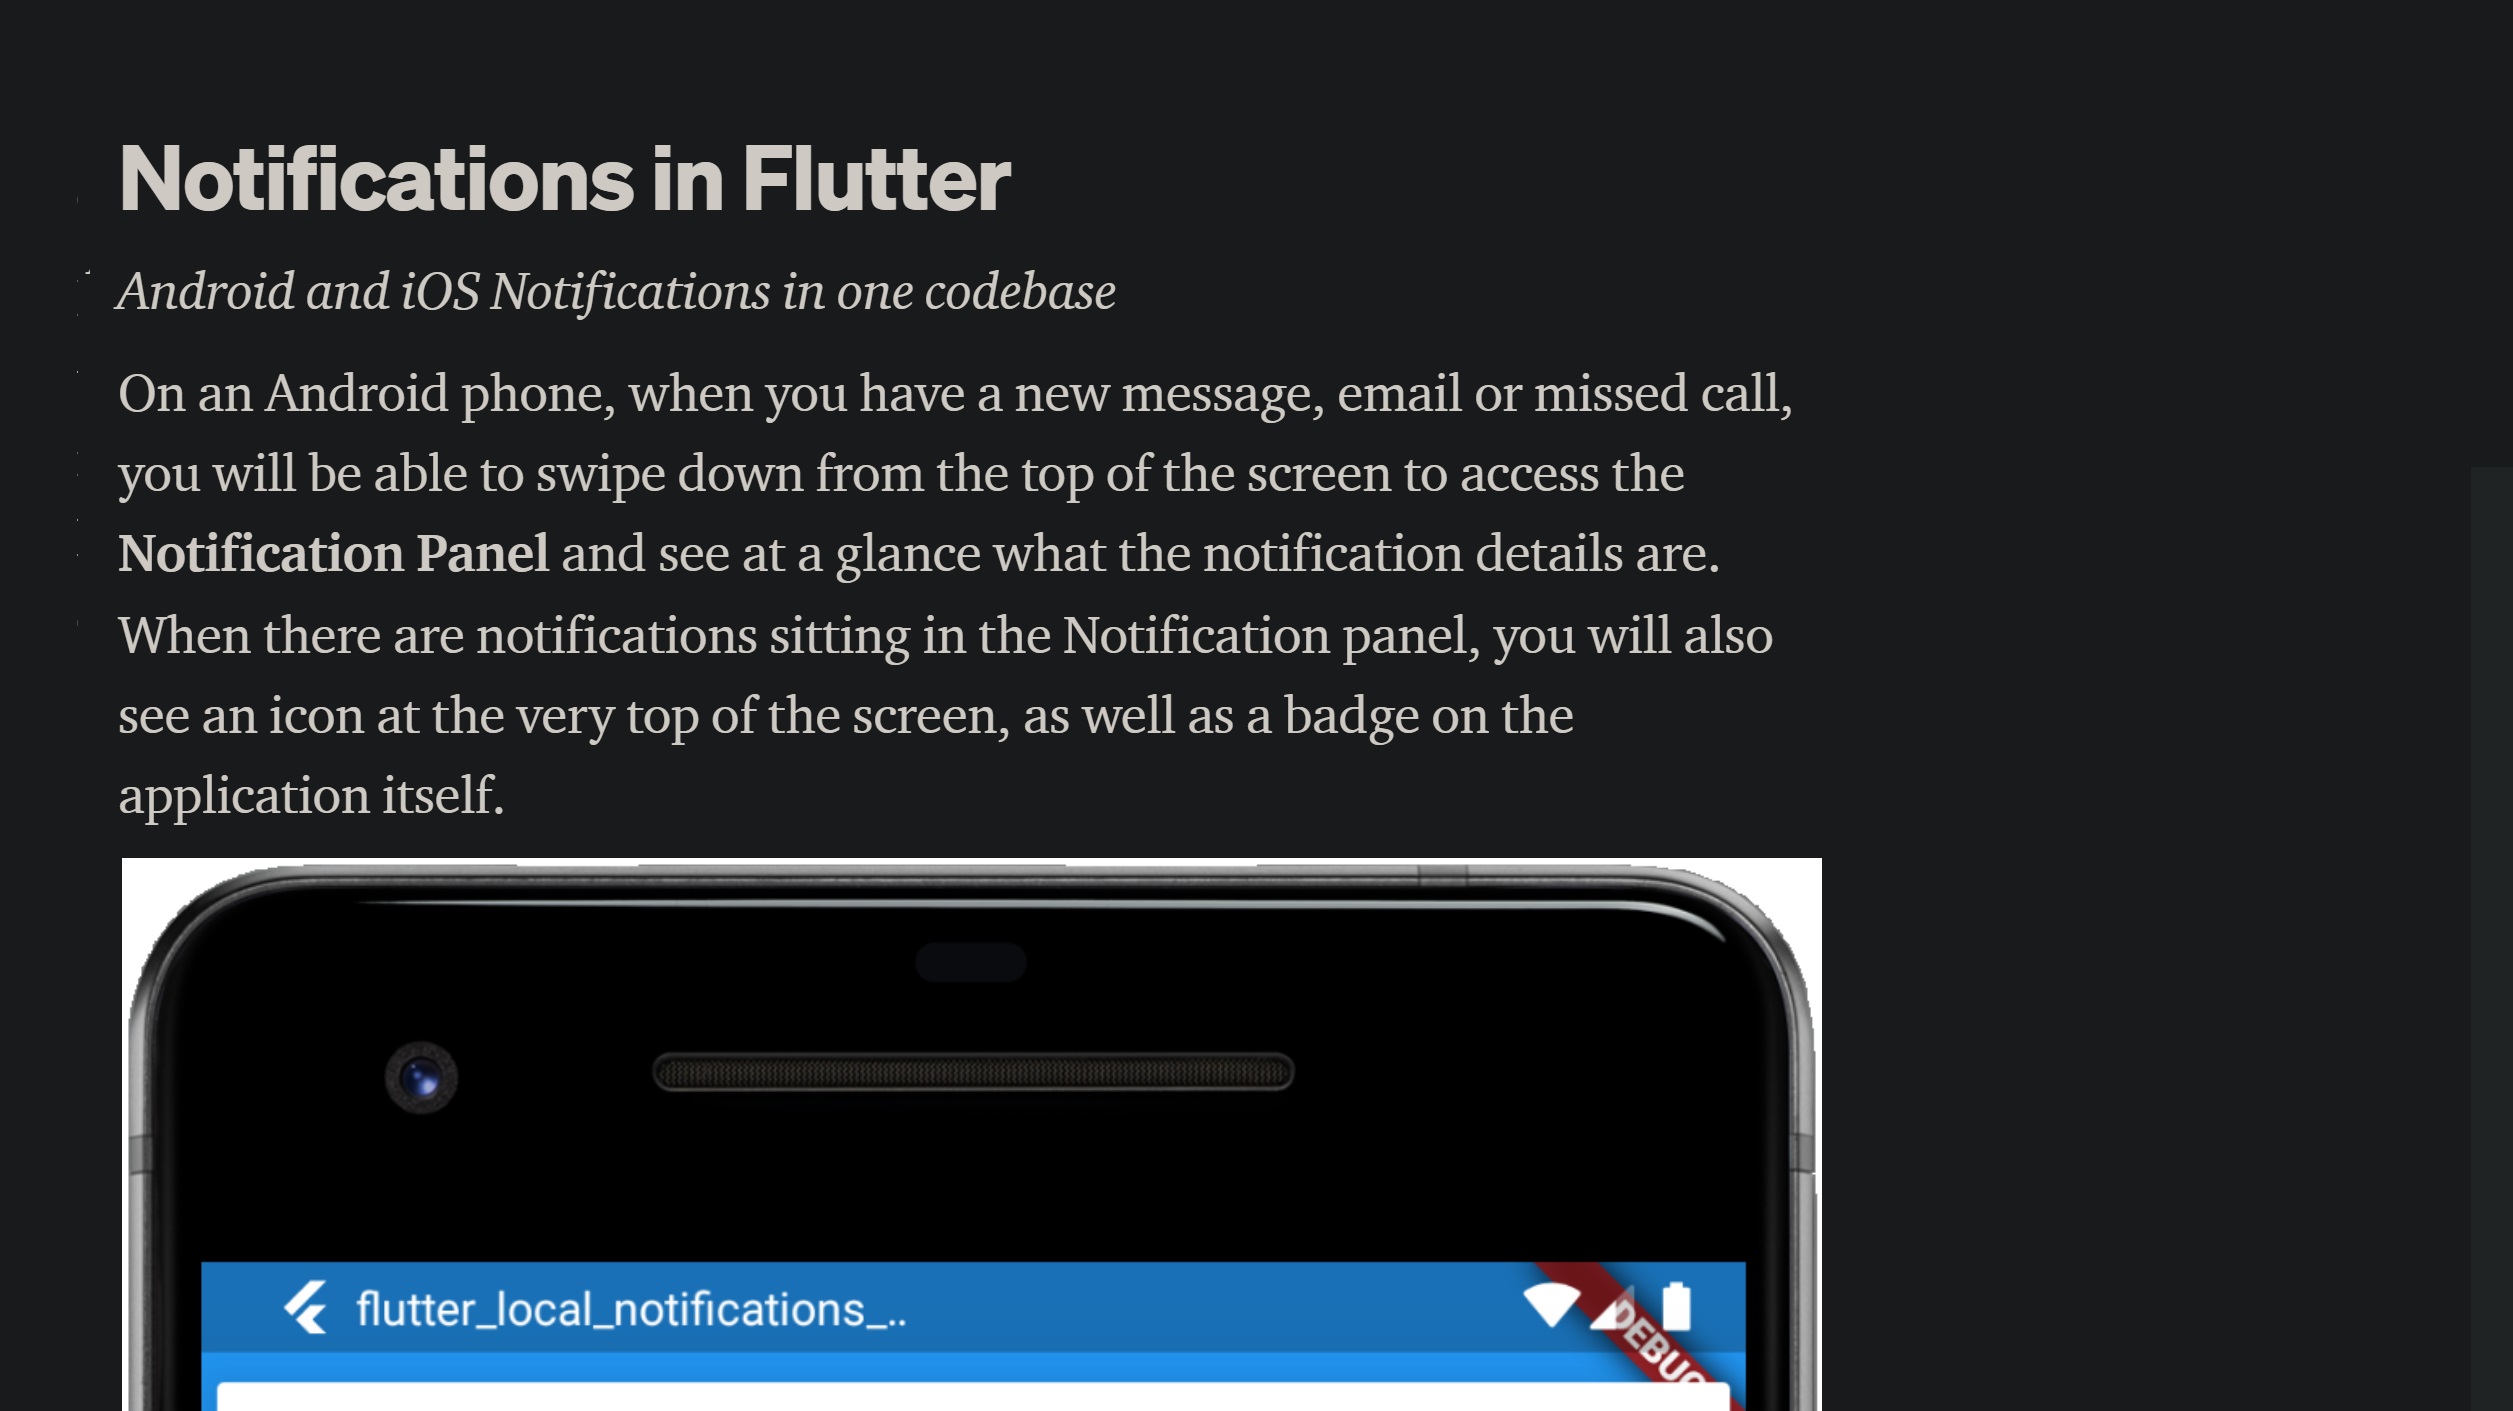 Notifications in Flutter
Android and iOS Notifications in one codebase
On an Android phone, when you have a new message, email or missed call,
you will be able to swipe down from the top of the screen to access the
Notification Panel and see at a glance what the notification details are.
When there are notifications sitting in the Notification panel, you will also
see an icon at the very top of the screen, as well as a badge on the
application itself.
flutter_local_notifications_..
DEBUG